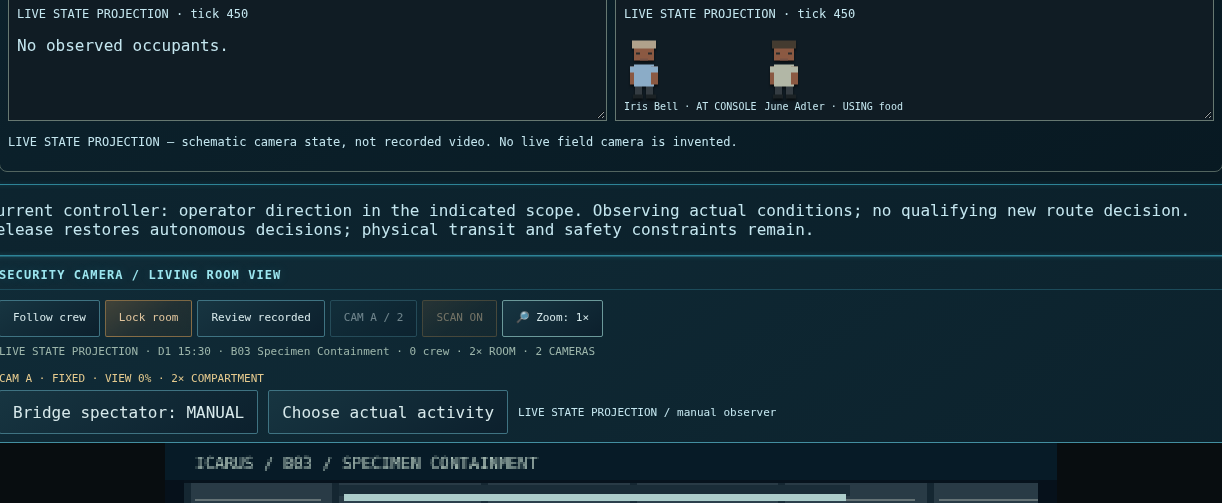 LIVE STATE PROJECTION · tick 450
No observed occupants.
LIVE STATE PROJECTION · tick 450
Iris Bell · AT CONSOLE June Adler · USING food
LIVE STATE PROJECTION — schematic camera state, not recorded video. No live field camera is invented.
urrent controller: operator direction in the indicated scope. Observing actual conditions; no qualifying new route decision.
elease restores autonomous decisions; physical transit and safety constraints remain.
SECURITY CAMERA / LIVING ROOM VIEW
Follow crew
Lock room
Review recorded
CAM A / 2
SCAN ON
🔎 Zoom: 1×
LIVE STATE PROJECTION · D1 15:30 · B03 Specimen Containment · 0 crew · 2× ROOM · 2 CAMERAS
CAM A · FIXED · VIEW 0% · 2× COMPARTMENT
Bridge spectator: MANUAL
Choose actual activity
LIVE STATE PROJECTION / manual observer
ICARUS / B03 / SPECIMEN CONTAINMENT